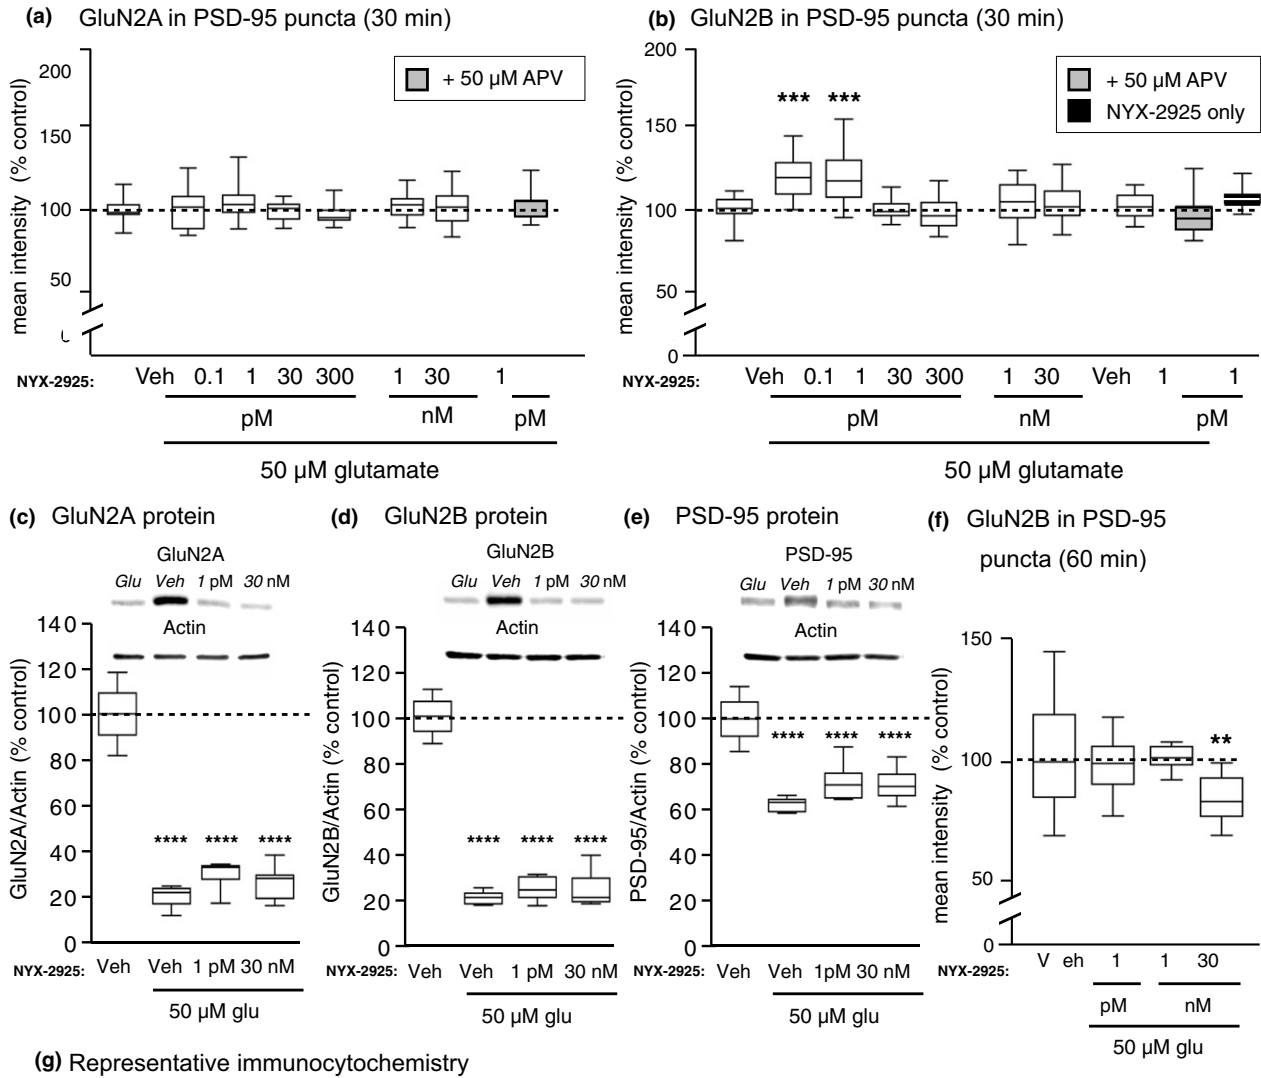 (a) GluN2A in PSD-95 puncta (30 min)
mean intensity (% control)
200
150
100
50
+ 50 µM APV
NYX-2925: Veh 0.1 1 30 300 1 30 1
pM nM pM
50 µM glutamate
(b) GluN2B in PSD-95 puncta (30 min)
mean intensity (% control)
200
150
100
50
0
*** ***
+ 50 µM APV
NYX-2925 only
NYX-2925: Veh 0.1 1 30 300 1 30 Veh 1 1
pM nM pM
50 µM glutamate
(c) GluN2A protein
GluN2A
Glu Veh 1 pM 30 nM
Actin
GluN2A/Actin (% control)
140
120
100
80
60
40
20
0
**** **** ****
NYX-2925: Veh Veh 1 pM 30 nM
50 µM glu
(d) GluN2B protein
GluN2B
Glu Veh 1 pM 30 nM
Actin
GluN2B/Actin (% control)
140
120
100
80
60
40
20
0
**** **** ****
NYX-2925: Veh Veh 1 pM 30 nM
50 µM glu
(e) PSD-95 protein
PSD-95
Glu Veh 1 pM 30 nM
Actin
PSD-95/Actin (% control)
140
120
100
80
60
40
20
0
**** **** ****
NYX-2925: Veh Veh 1pM 30 nM
50 µM glu
(f) GluN2B in PSD-95
puncta (60 min)
mean intensity (% control)
150
100
50
0
**
NYX-2925: V eh 1 1 30
pM nM
50 µM glu
(g) Representative immunocytochemistry